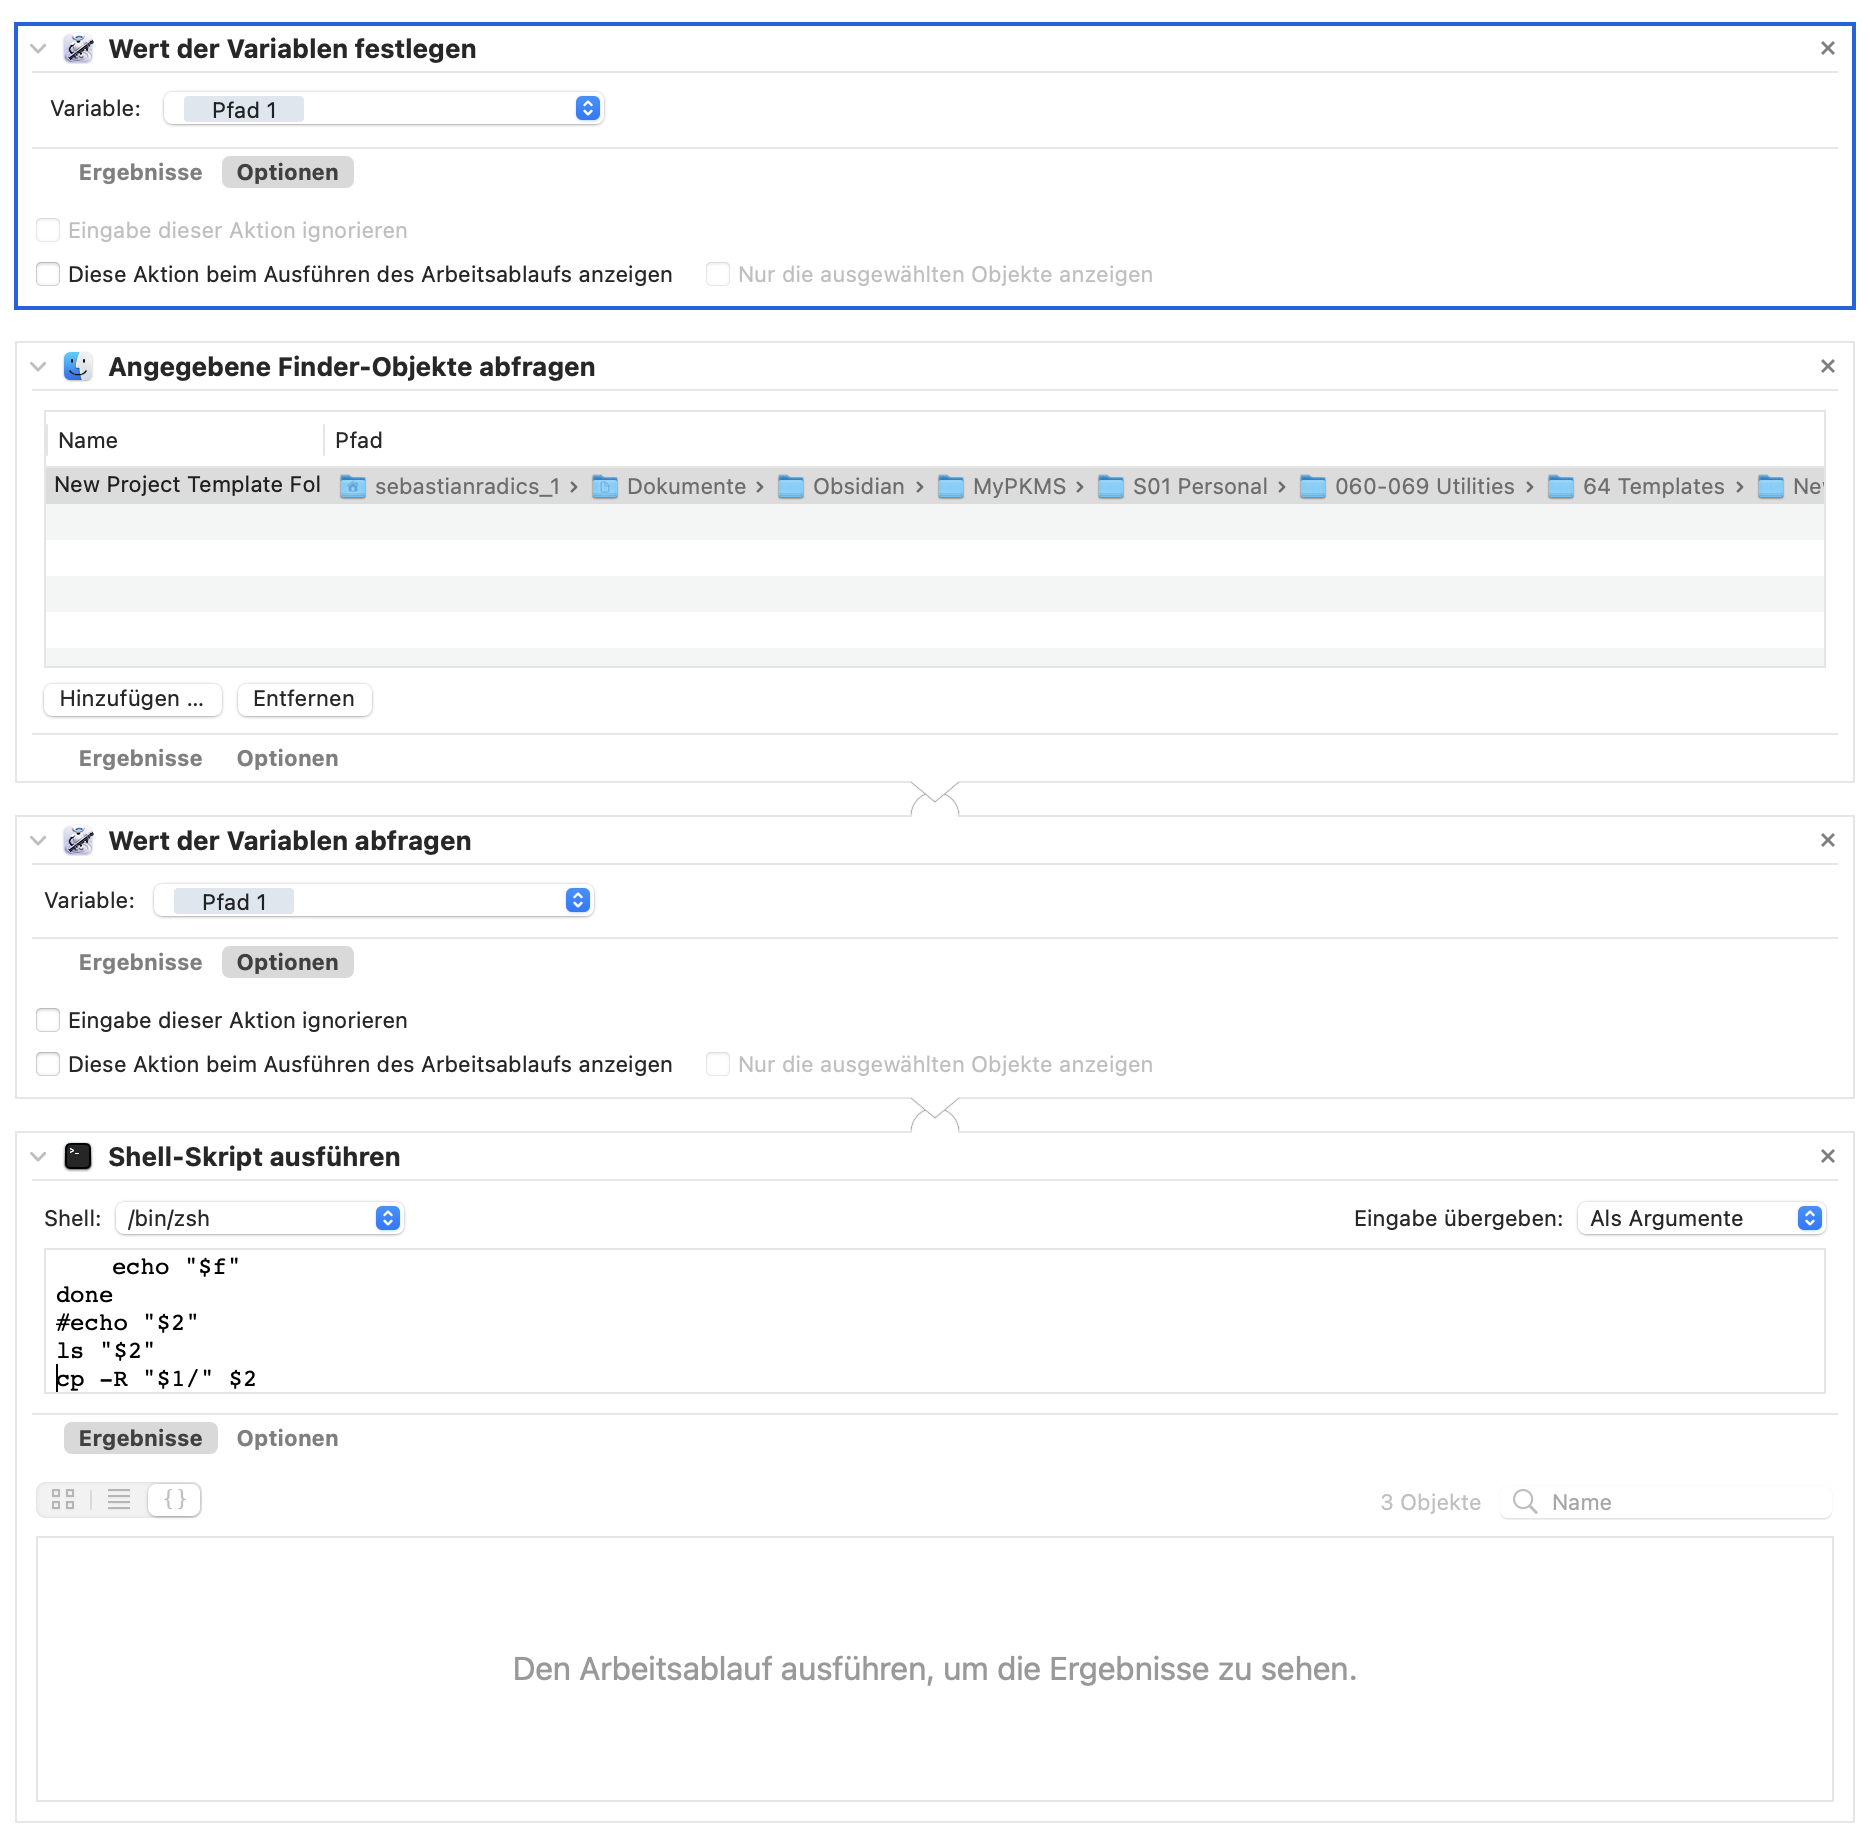 Wert der Variablen festlegen
Variable: Pfad 1
Ergebnisse Optionen
Eingabe dieser Aktion ignorieren
Diese Aktion beim Ausführen des Arbeitsablaufs anzeigen Nur die ausgewählten Objekte anzeigen
Angegebene Finder-Objekte abfragen
Name Pfad
New Project Template Fol sebastianradics_1 › Dokumente › Obsidian › MyPKMS › S01 Personal › 060-069 Utilities › 64 Templates › Ne
Hinzufügen ... Entfernen
Ergebnisse Optionen
Wert der Variablen abfragen
Variable: Pfad 1
Ergebnisse Optionen
Eingabe dieser Aktion ignorieren
Diese Aktion beim Ausführen des Arbeitsablaufs anzeigen Nur die ausgewählten Objekte anzeigen
Shell-Skript ausführen
Shell: /bin/zsh Eingabe übergeben: Als Argumente
echo "$f"
done
#echo "$2"
ls "$2"
cp -R "$1/" $2
Ergebnisse Optionen
{} 3 Objekte Name
Den Arbeitsablauf ausführen, um die Ergebnisse zu sehen.